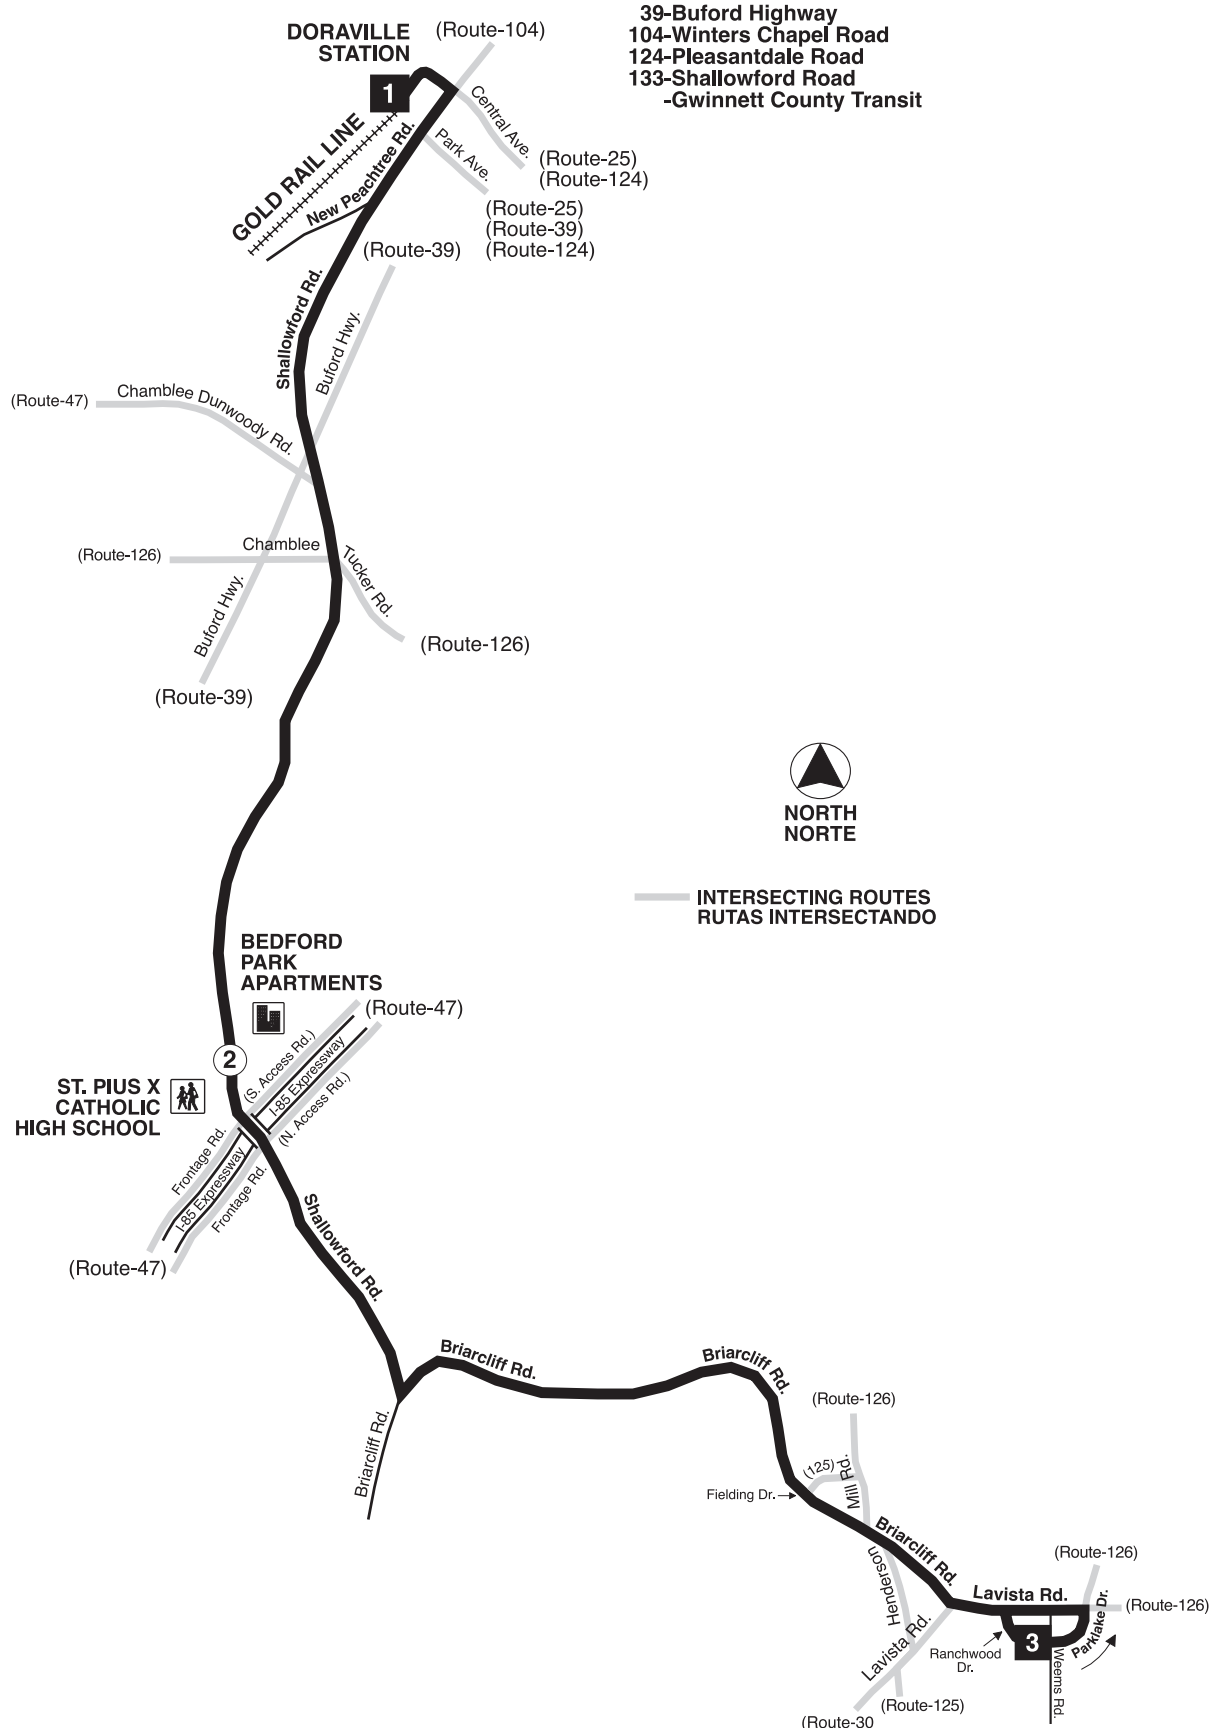 39-Buford Highway
104-Winters Chapel Road
124-Pleasantdale Road
133-Shallowford Road
-Gwinnett County Transit
DORAVILLE
STATION
(Route-104)
1
GOLD RAIL LINE
New Peachtree Rd.
Central Ave.
Park Ave.
(Route-25)
(Route-124)
(Route-25)
(Route-39)
(Route-124)
(Route-39)
Shallowford Rd.
Buford Hwy.
(Route-47)
Chamblee Dunwoody Rd.
(Route-126)
Chamblee
Tucker Rd.
Buford Hwy.
(Route-126)
(Route-39)
NORTH
NORTE
INTERSECTING ROUTES
RUTAS INTERSECTANDO
BEDFORD
PARK
APARTMENTS
(Route-47)
2
(S. Access Rd.)
I-85 Expressway
(N. Access Rd.)
ST. PIUS X
CATHOLIC
HIGH SCHOOL
Frontage Rd.
I-85 Expressway
Frontage Rd.
(Route-47)
Shallowford Rd.
Briarcliff Rd.
Briarcliff Rd.
Briarcliff Rd.
(Route-126)
(125)
Mill Rd.
Fielding Dr.
Briarcliff Rd.
Henderson
(Route-126)
Lavista Rd.
(Route-126)
Parklake Dr.
3
Ranchwood
Dr.
Weems Rd.
Lavista Rd.
(Route-125)
(Route-30